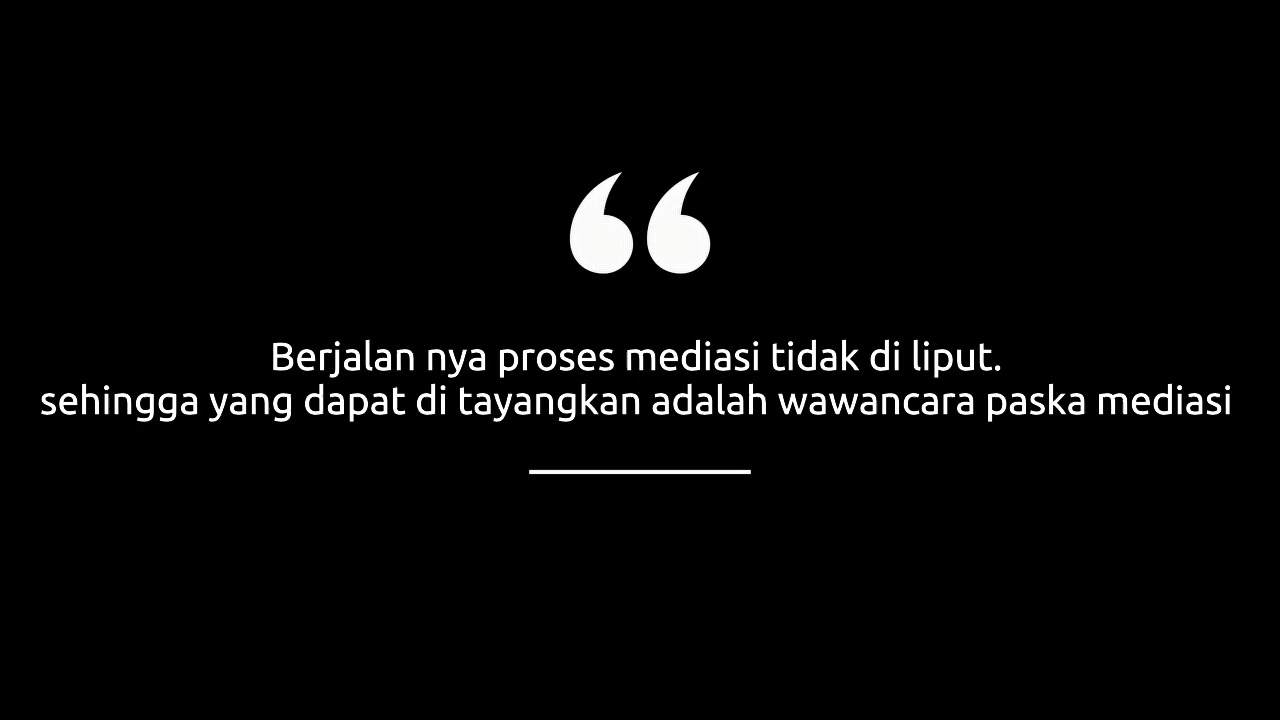 Berjalan nya proses mediasi tidak di liput.
sehingga yang dapat di tayangkan adalah wawancara paska mediasi